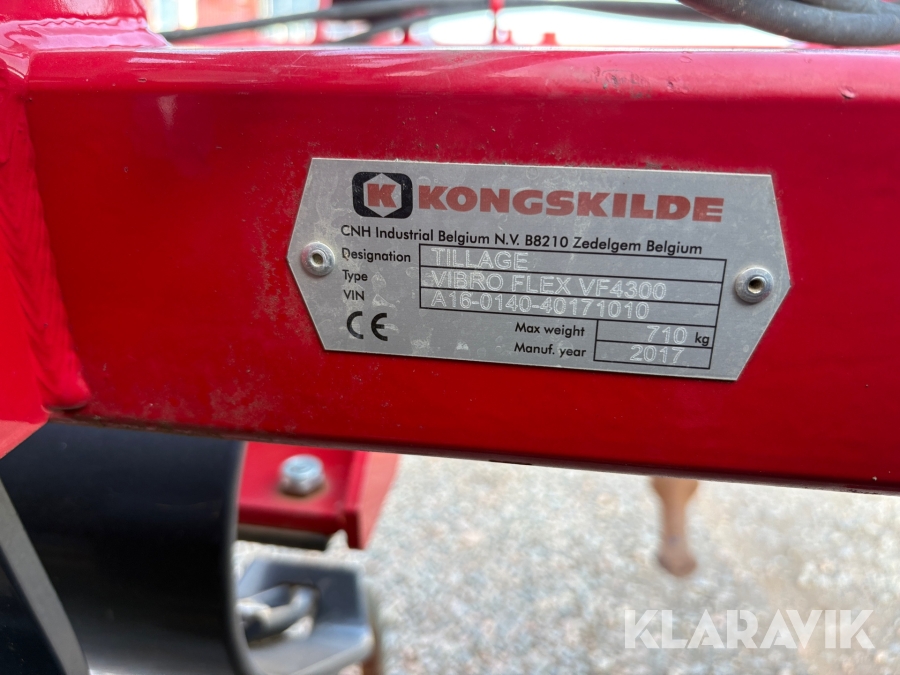 K KONGSKILDE
CNH Industrial Belgium N.V. B8210 Zedelgem Belgium
Designation TILLAGE
Type VIBRO FLEX VF4300
VIN A16-0140-40171010
CE Max weight 710 kg
Manuf. year 2017
KLARAVIK